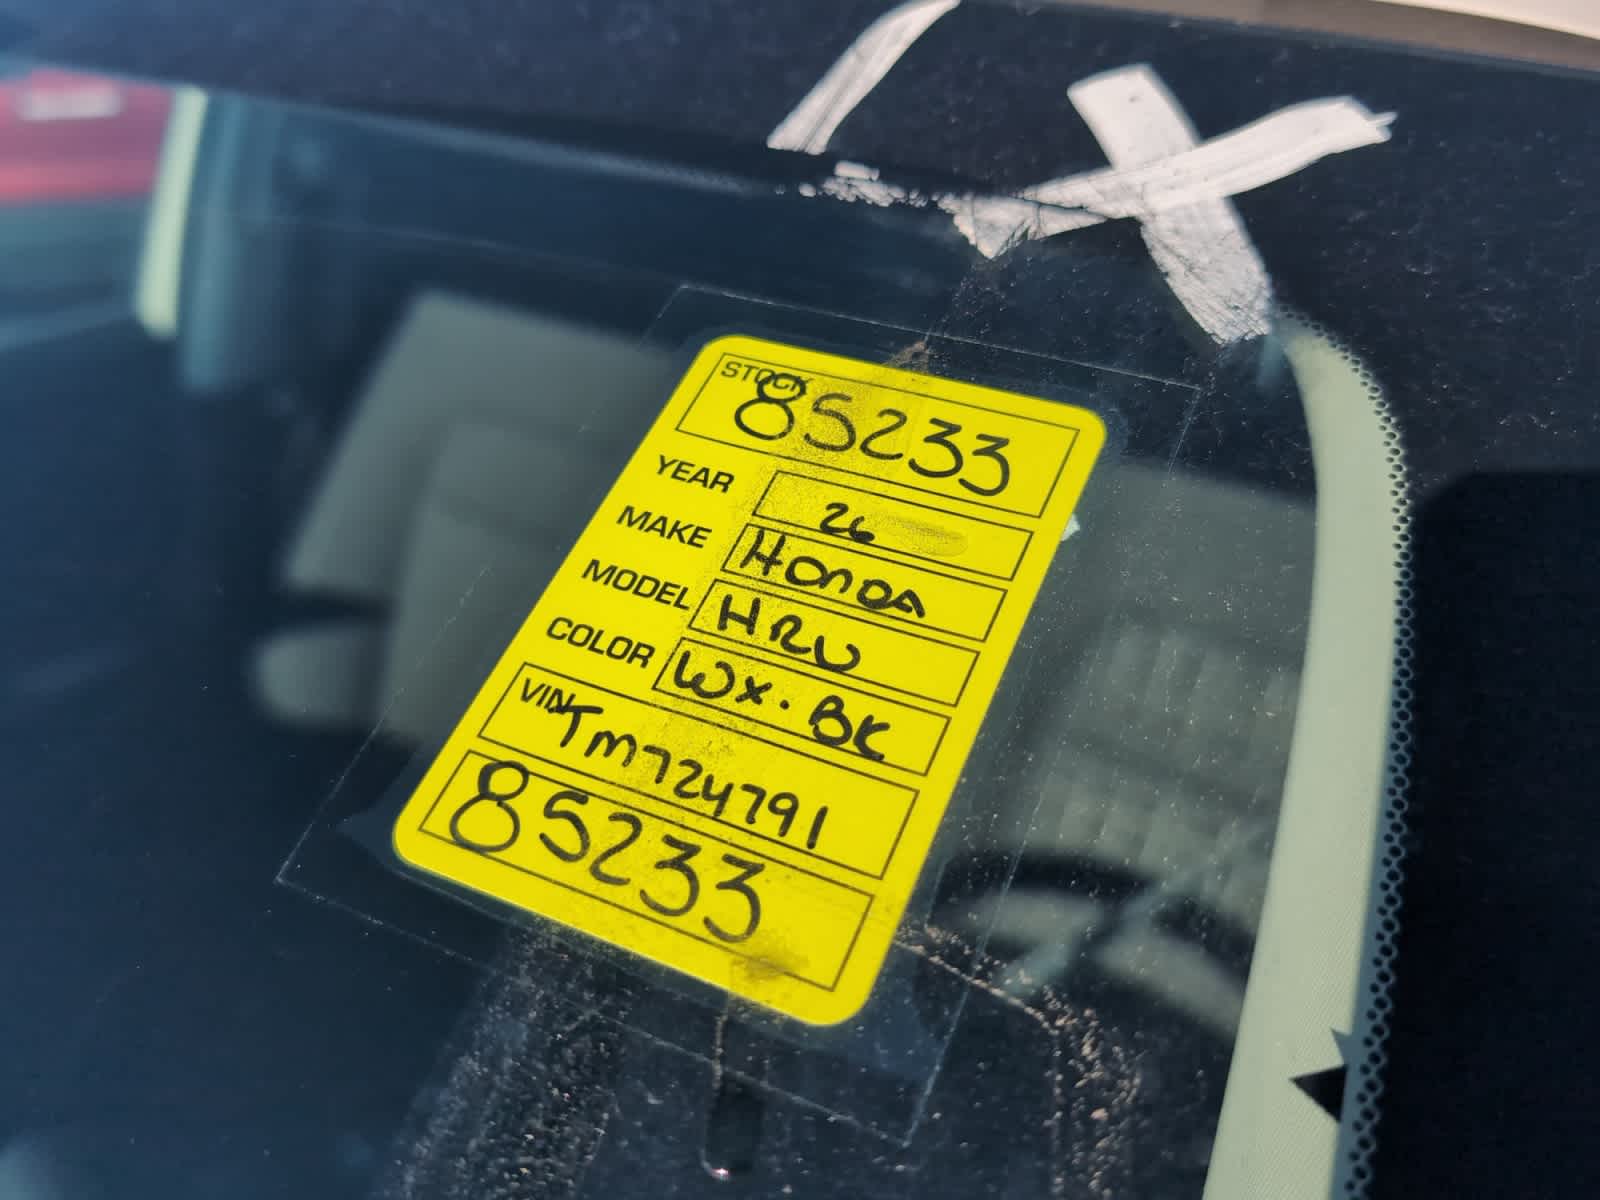 X
STOCK
85233
YEAR 26
MAKE HONDA
MODEL HRV
COLOR WX. BK
VIN TM724791
85233